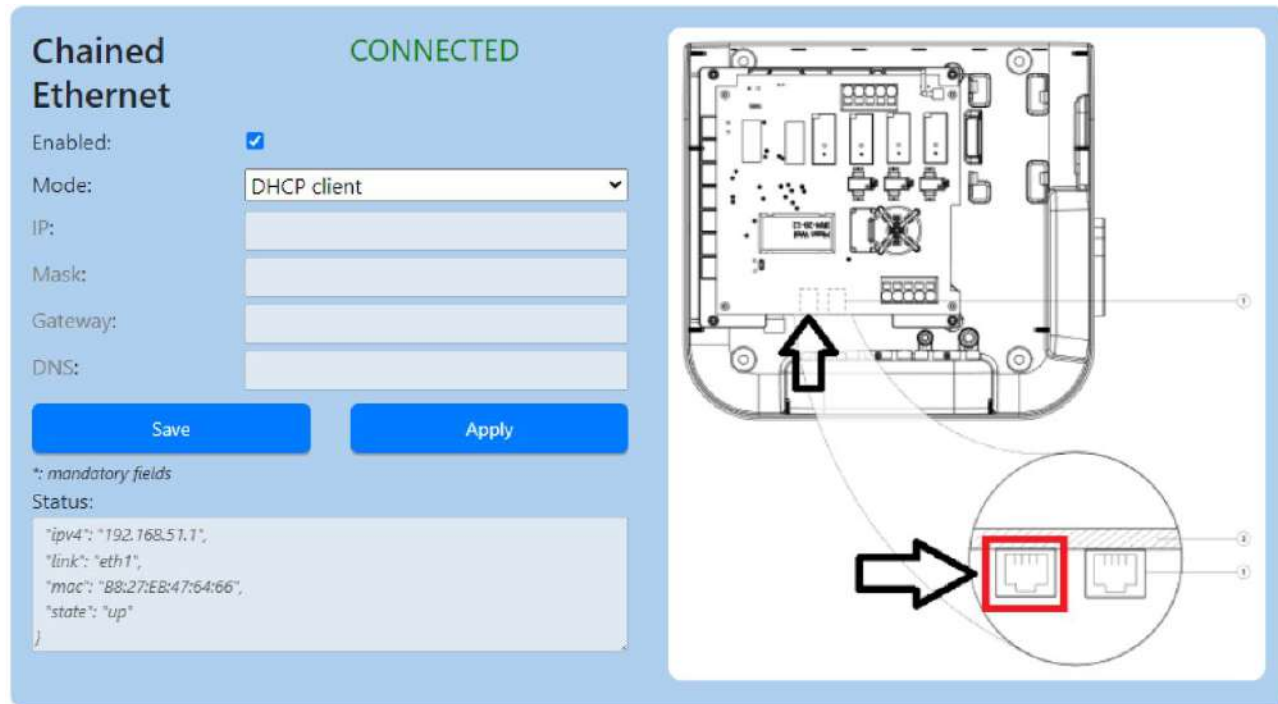 Chained
Ethernet
CONNECTED
Enabled:
Mode:
DHCP client
IP:
Mask:
Gateway:
DNS:
Save
Apply
*: mandatory fields
Status:
"ipv4": "192.168.51.1",
"link": "eth1",
"mac": "B8:27:EB:47:64:66",
"state": "up"
}
2